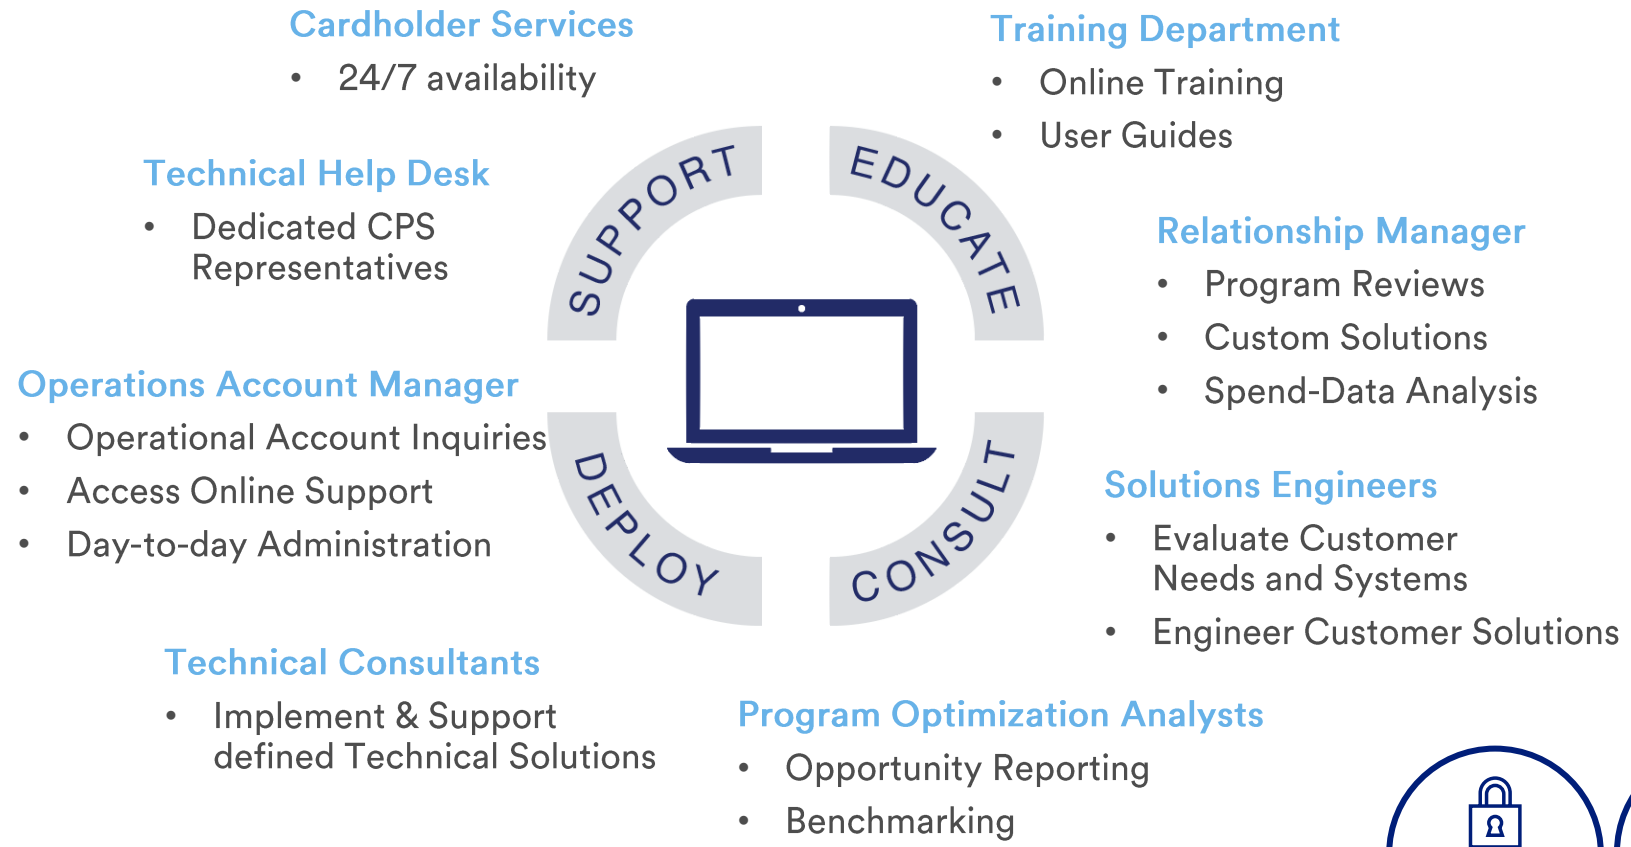 Cardholder Services
• 24/7 availability
Training Department
• Online Training
• User Guides
Technical Help Desk
• Dedicated CPS
Representatives
SUPPORT
EDUCATE
Relationship Manager
• Program Reviews
• Custom Solutions
• Spend-Data Analysis
Operations Account Manager
• Operational Account Inquiries
• Access Online Support
• Day-to-day Administration
DEPLOY
CONSULT
Solutions Engineers
• Evaluate Customer
Needs and Systems
• Engineer Customer Solutions
Technical Consultants
• Implement & Support
defined Technical Solutions
Program Optimization Analysts
• Opportunity Reporting
• Benchmarking